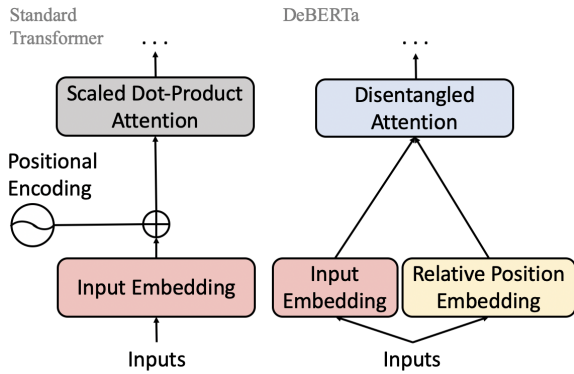 Standard
Transformer
...
Scaled Dot-Product
Attention
Positional
Encoding
Input Embedding
Inputs
DeBERTa
...
Disentangled
Attention
Input
Embedding
Relative Position
Embedding
Inputs